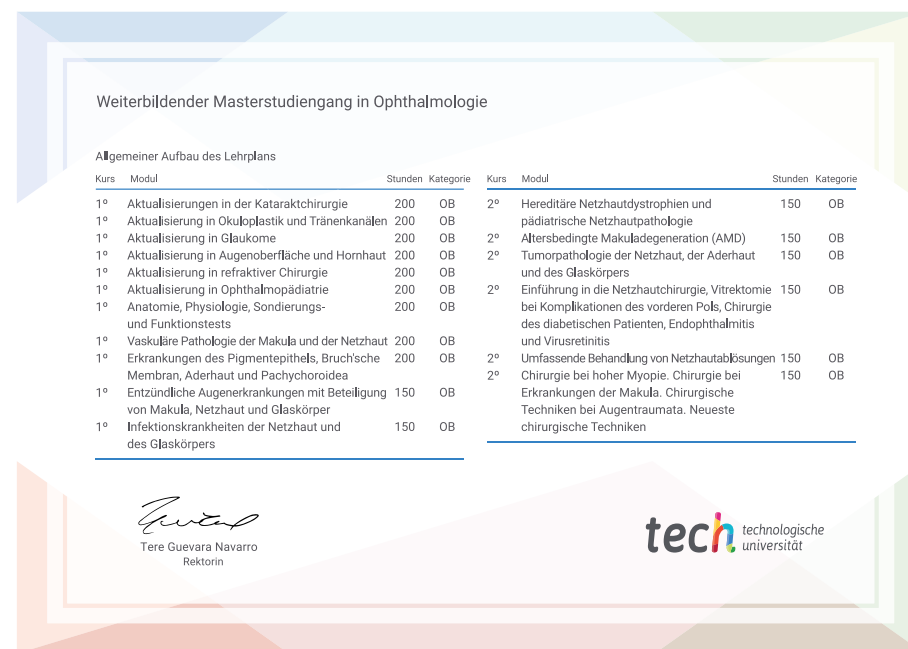 Weiterbildender Masterstudiengang in Ophthalmologie
Allgemeiner Aufbau des Lehrplans
Kurs Modul Stunden Kategorie
1º Aktualisierungen in der Kataraktchirurgie 200 OB
1º Aktualisierung in Okuloplastik und Tränenkanälen 200 OB
1º Aktualisierung in Glaukome 200 OB
1º Aktualisierung in Augenoberfläche und Hornhaut 200 OB
1º Aktualisierung in refraktiver Chirurgie 200 OB
1º Aktualisierung in Ophthalmopädiatrie 200 OB
1º Anatomie, Physiologie, Sondierungs- 200 OB
und Funktionstests
1º Vaskuläre Pathologie der Makula und der Netzhaut 200 OB
1º Erkrankungen des Pigmentepithels, Bruch'sche 200 OB
Membran, Aderhaut und Pachychoroidea
1º Entzündliche Augenerkrankungen mit Beteiligung 150 OB
von Makula, Netzhaut und Glaskörper
1º Infektionskrankheiten der Netzhaut und 150 OB
des Glaskörpers
Kurs Modul Stunden Kategorie
2º Hereditäre Netzhautdystrophien und 150 OB
pädiatrische Netzhautpathologie
2º Altersbedingte Makuladegeneration (AMD) 150 OB
2º Tumorpathologie der Netzhaut, der Aderhaut 150 OB
und des Glaskörpers
2º Einführung in die Netzhautchirurgie, Vitrektomie 150 OB
bei Komplikationen des vorderen Pols, Chirurgie
des diabetischen Patienten, Endophthalmitis
und Virusretinitis
2º Umfassende Behandlung von Netzhautablösungen 150 OB
2º Chirurgie bei hoher Myopie. Chirurgie bei 150 OB
Erkrankungen der Makula. Chirurgische
Techniken bei Augentraumata. Neueste
chirurgische Techniken
Tere Guevara Navarro
Rektorin
tech technologische
universität